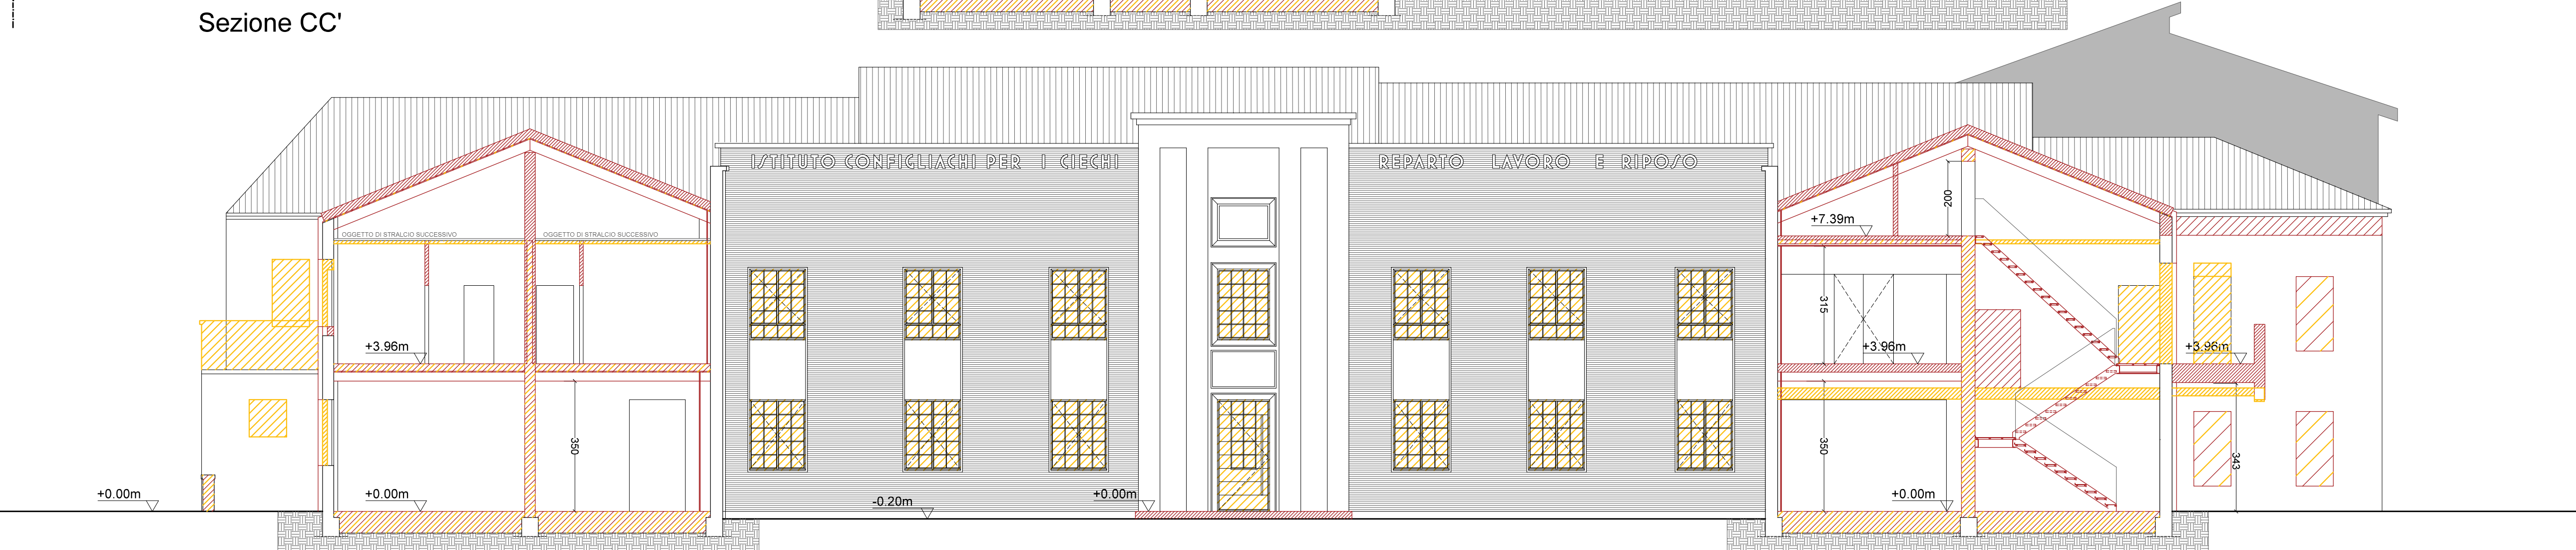 Sezione CC'
ISTITUTO CONFIGLIACHI PER I CIECHI
REPARTO LAVORO E RIPOSO
200
+7.39m
OGGETTO DI STRALCIO SUCCESSIVO
OGGETTO DI STRALCIO SUCCESSIVO
315
+3.96m
+3.96m
+3.96m
350
350
343
+0.00m
+0.00m
-0.20m
+0.00m
+0.00m